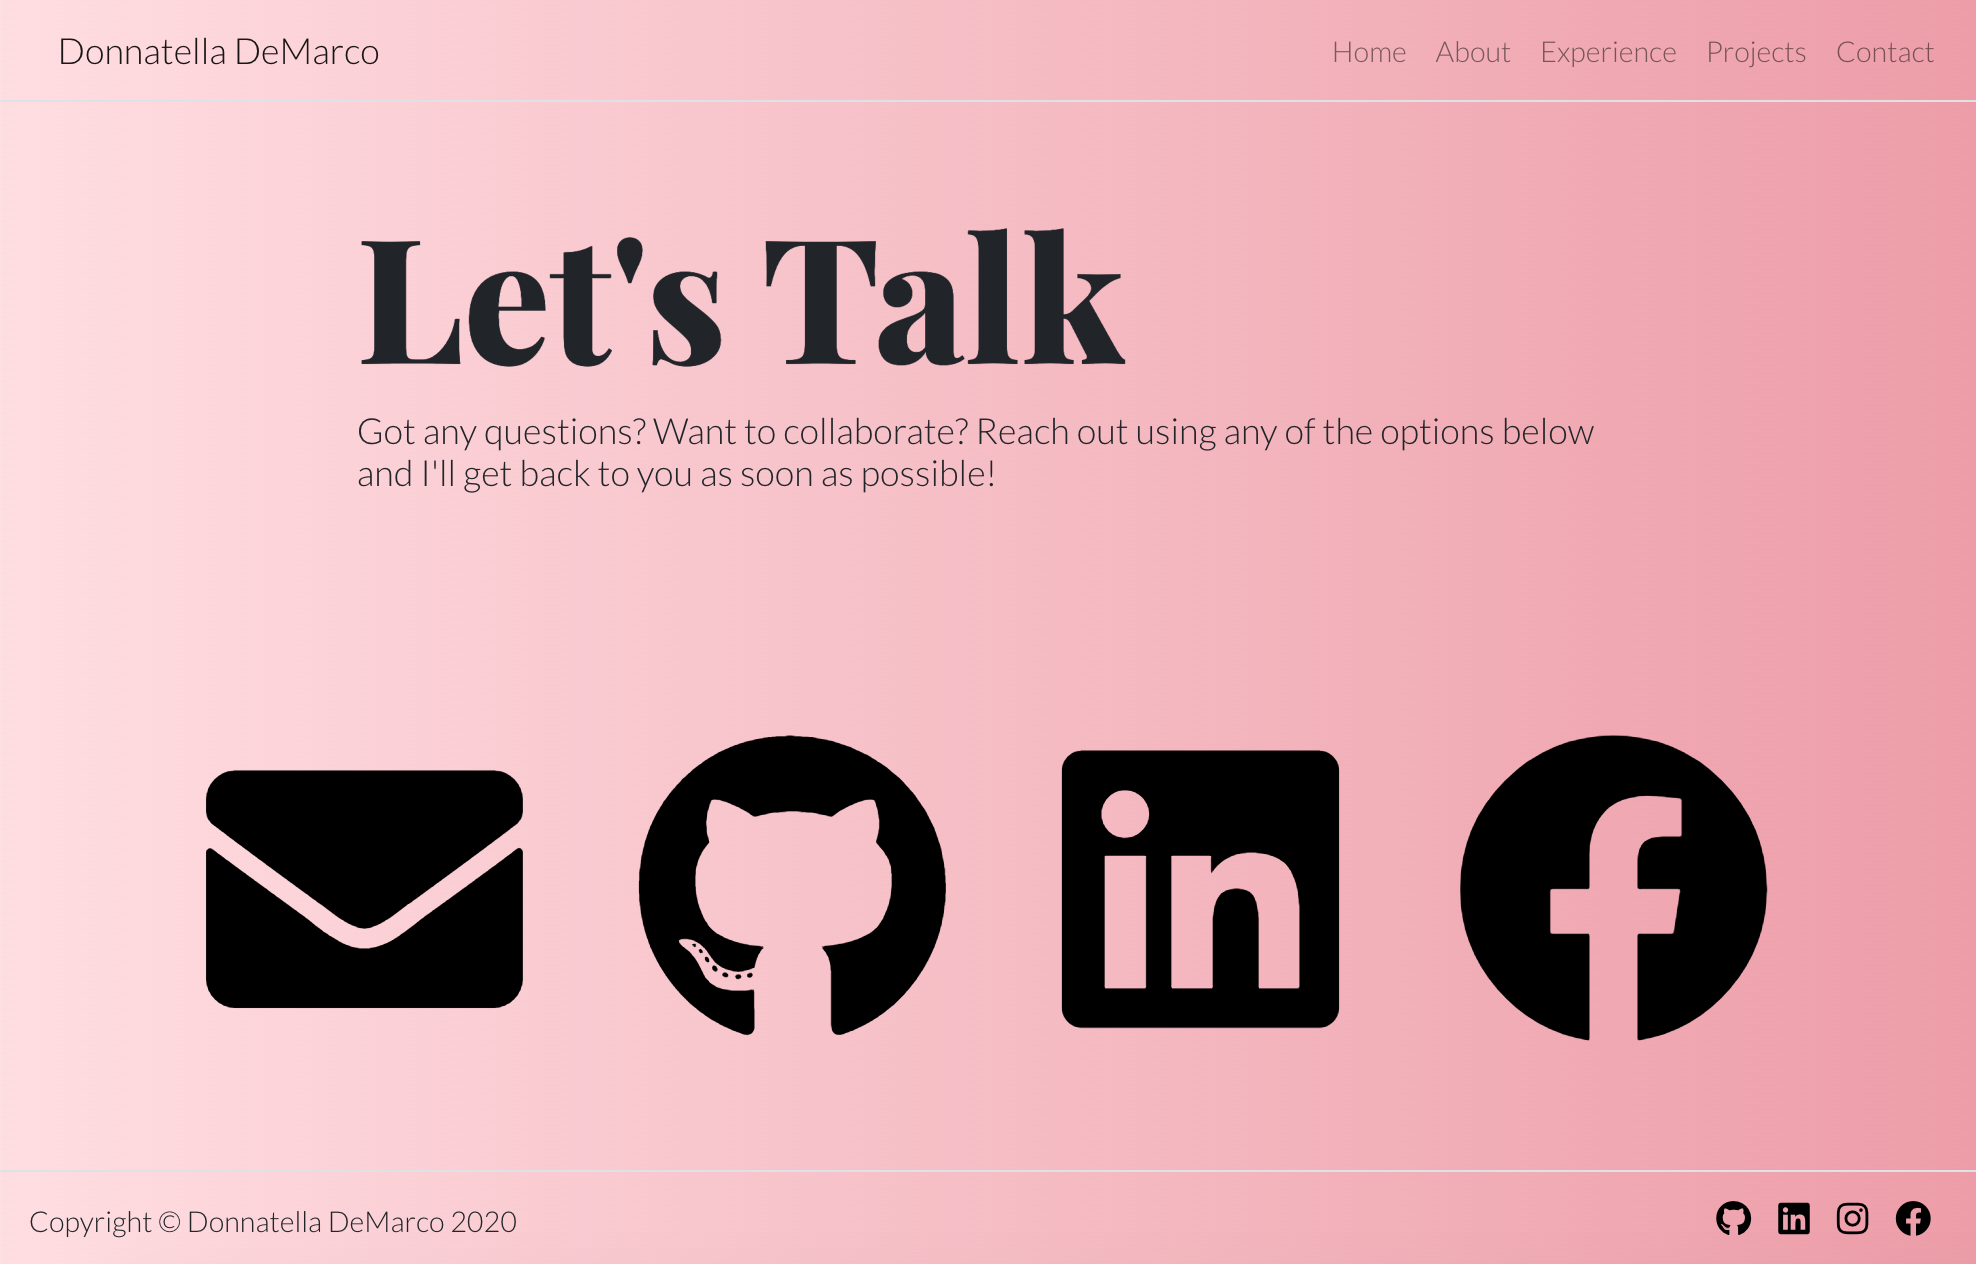 Donnatella DeMarco
Home About Experience Projects Contact
Let's Talk
Got any questions? Want to collaborate? Reach out using any of the options below
and I'll get back to you as soon as possible!
in
Copyright © Donnatella DeMarco 2020
in